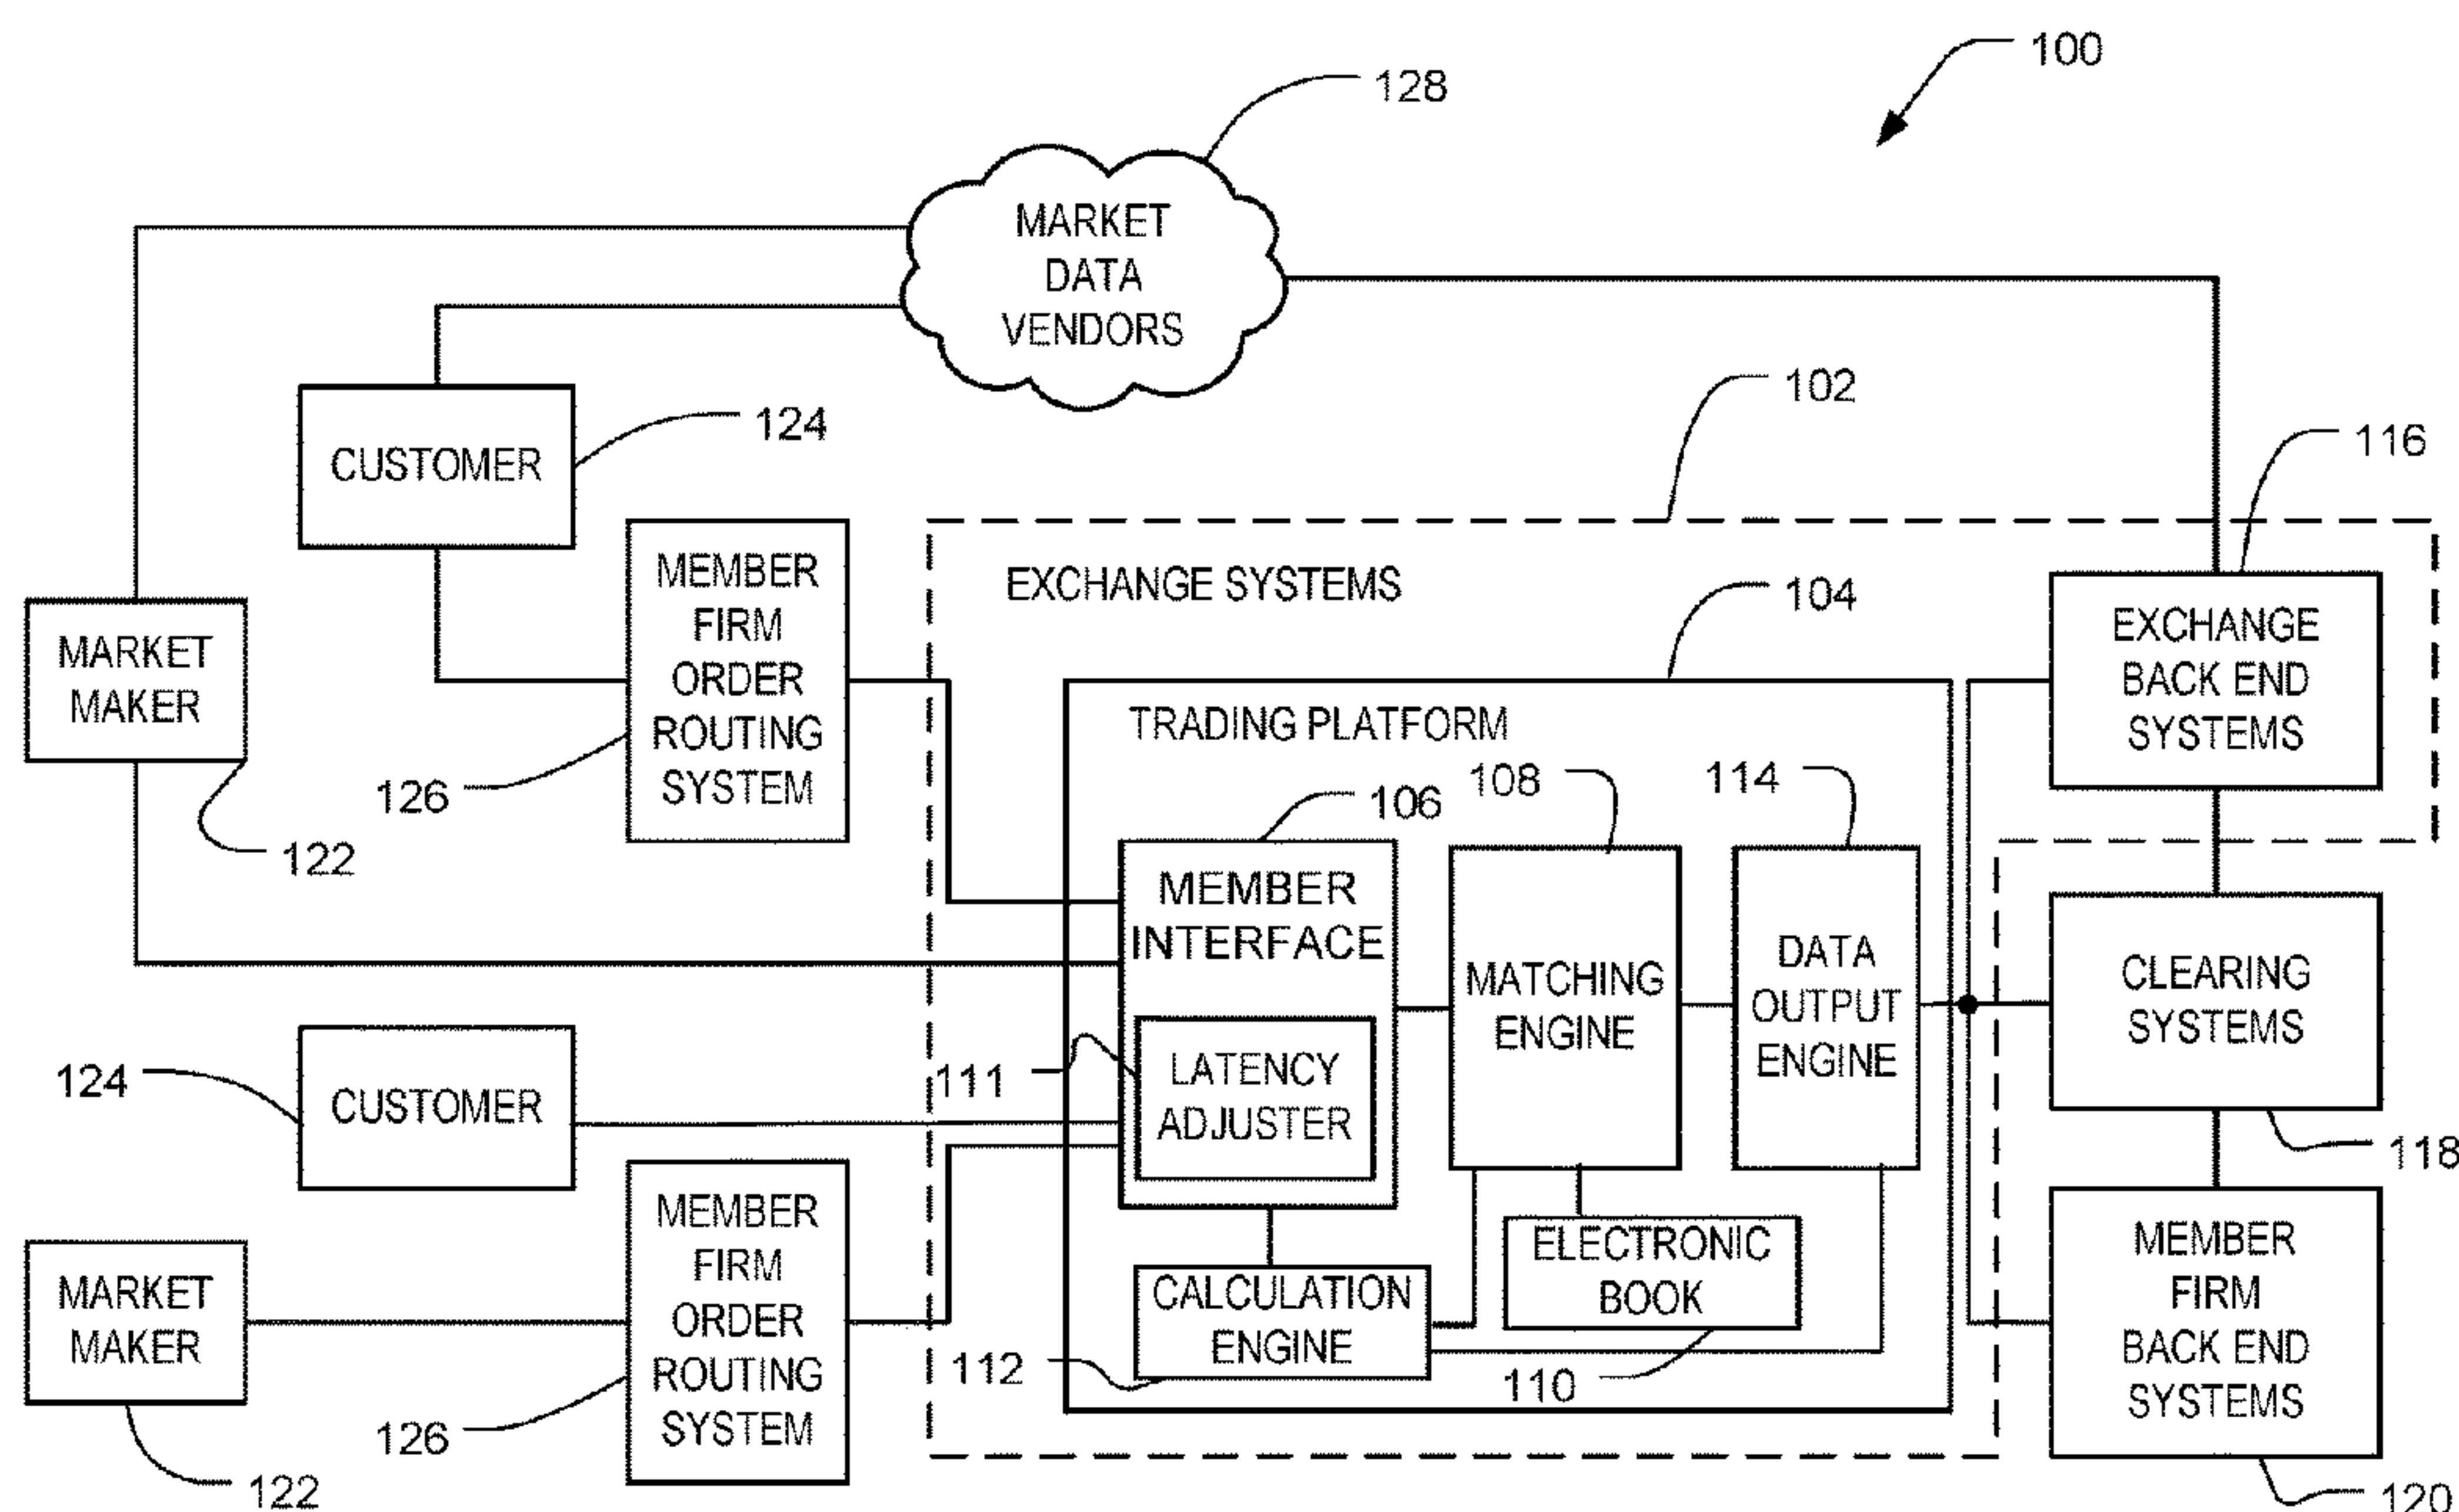 100
128
MARKET
DATA
VENDORS
102
124
CUSTOMER
116
MEMBER
FIRM
ORDER
ROUTING
SYSTEM
EXCHANGE SYSTEMS
104
EXCHANGE
BACK END
SYSTEMS
MARKET
MAKER
TRADING PLATFORM
126
108
114
106
122
MEMBER
INTERFACE
MATCHING
ENGINE
DATA
OUTPUT
ENGINE
CLEARING
SYSTEMS
124
CUSTOMER
111
LATENCY
ADJUSTER
118
MEMBER
FIRM
ORDER
ROUTING
SYSTEM
MEMBER
FIRM
BACK END
SYSTEMS
ELECTRONIC
BOOK
MARKET
MAKER
CALCULATION
ENGINE
112
110
126
122
120